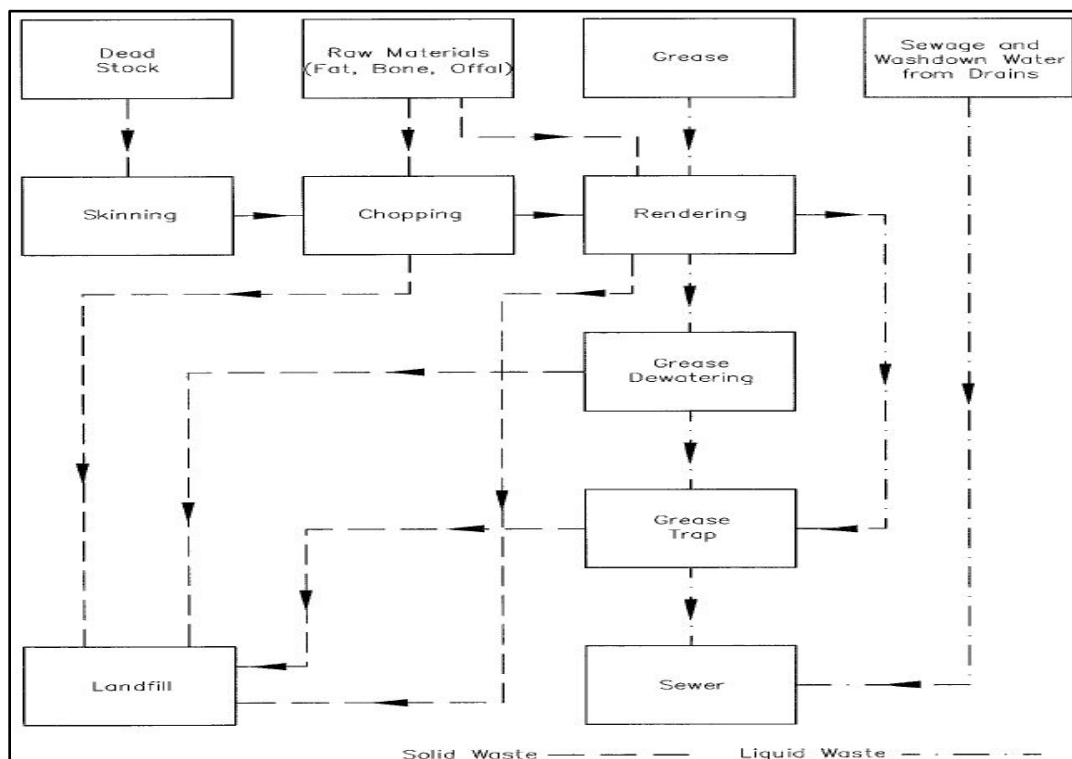 Dead
Stock
Raw Materials
(Fat, Bone, Offal)
Grease
Sewage and
Washdown Water
from Drains
Skinning
Chopping
Rendering
Grease
Dewatering
Grease
Trap
Landfill
Sewer
Solid Waste
Liquid Waste